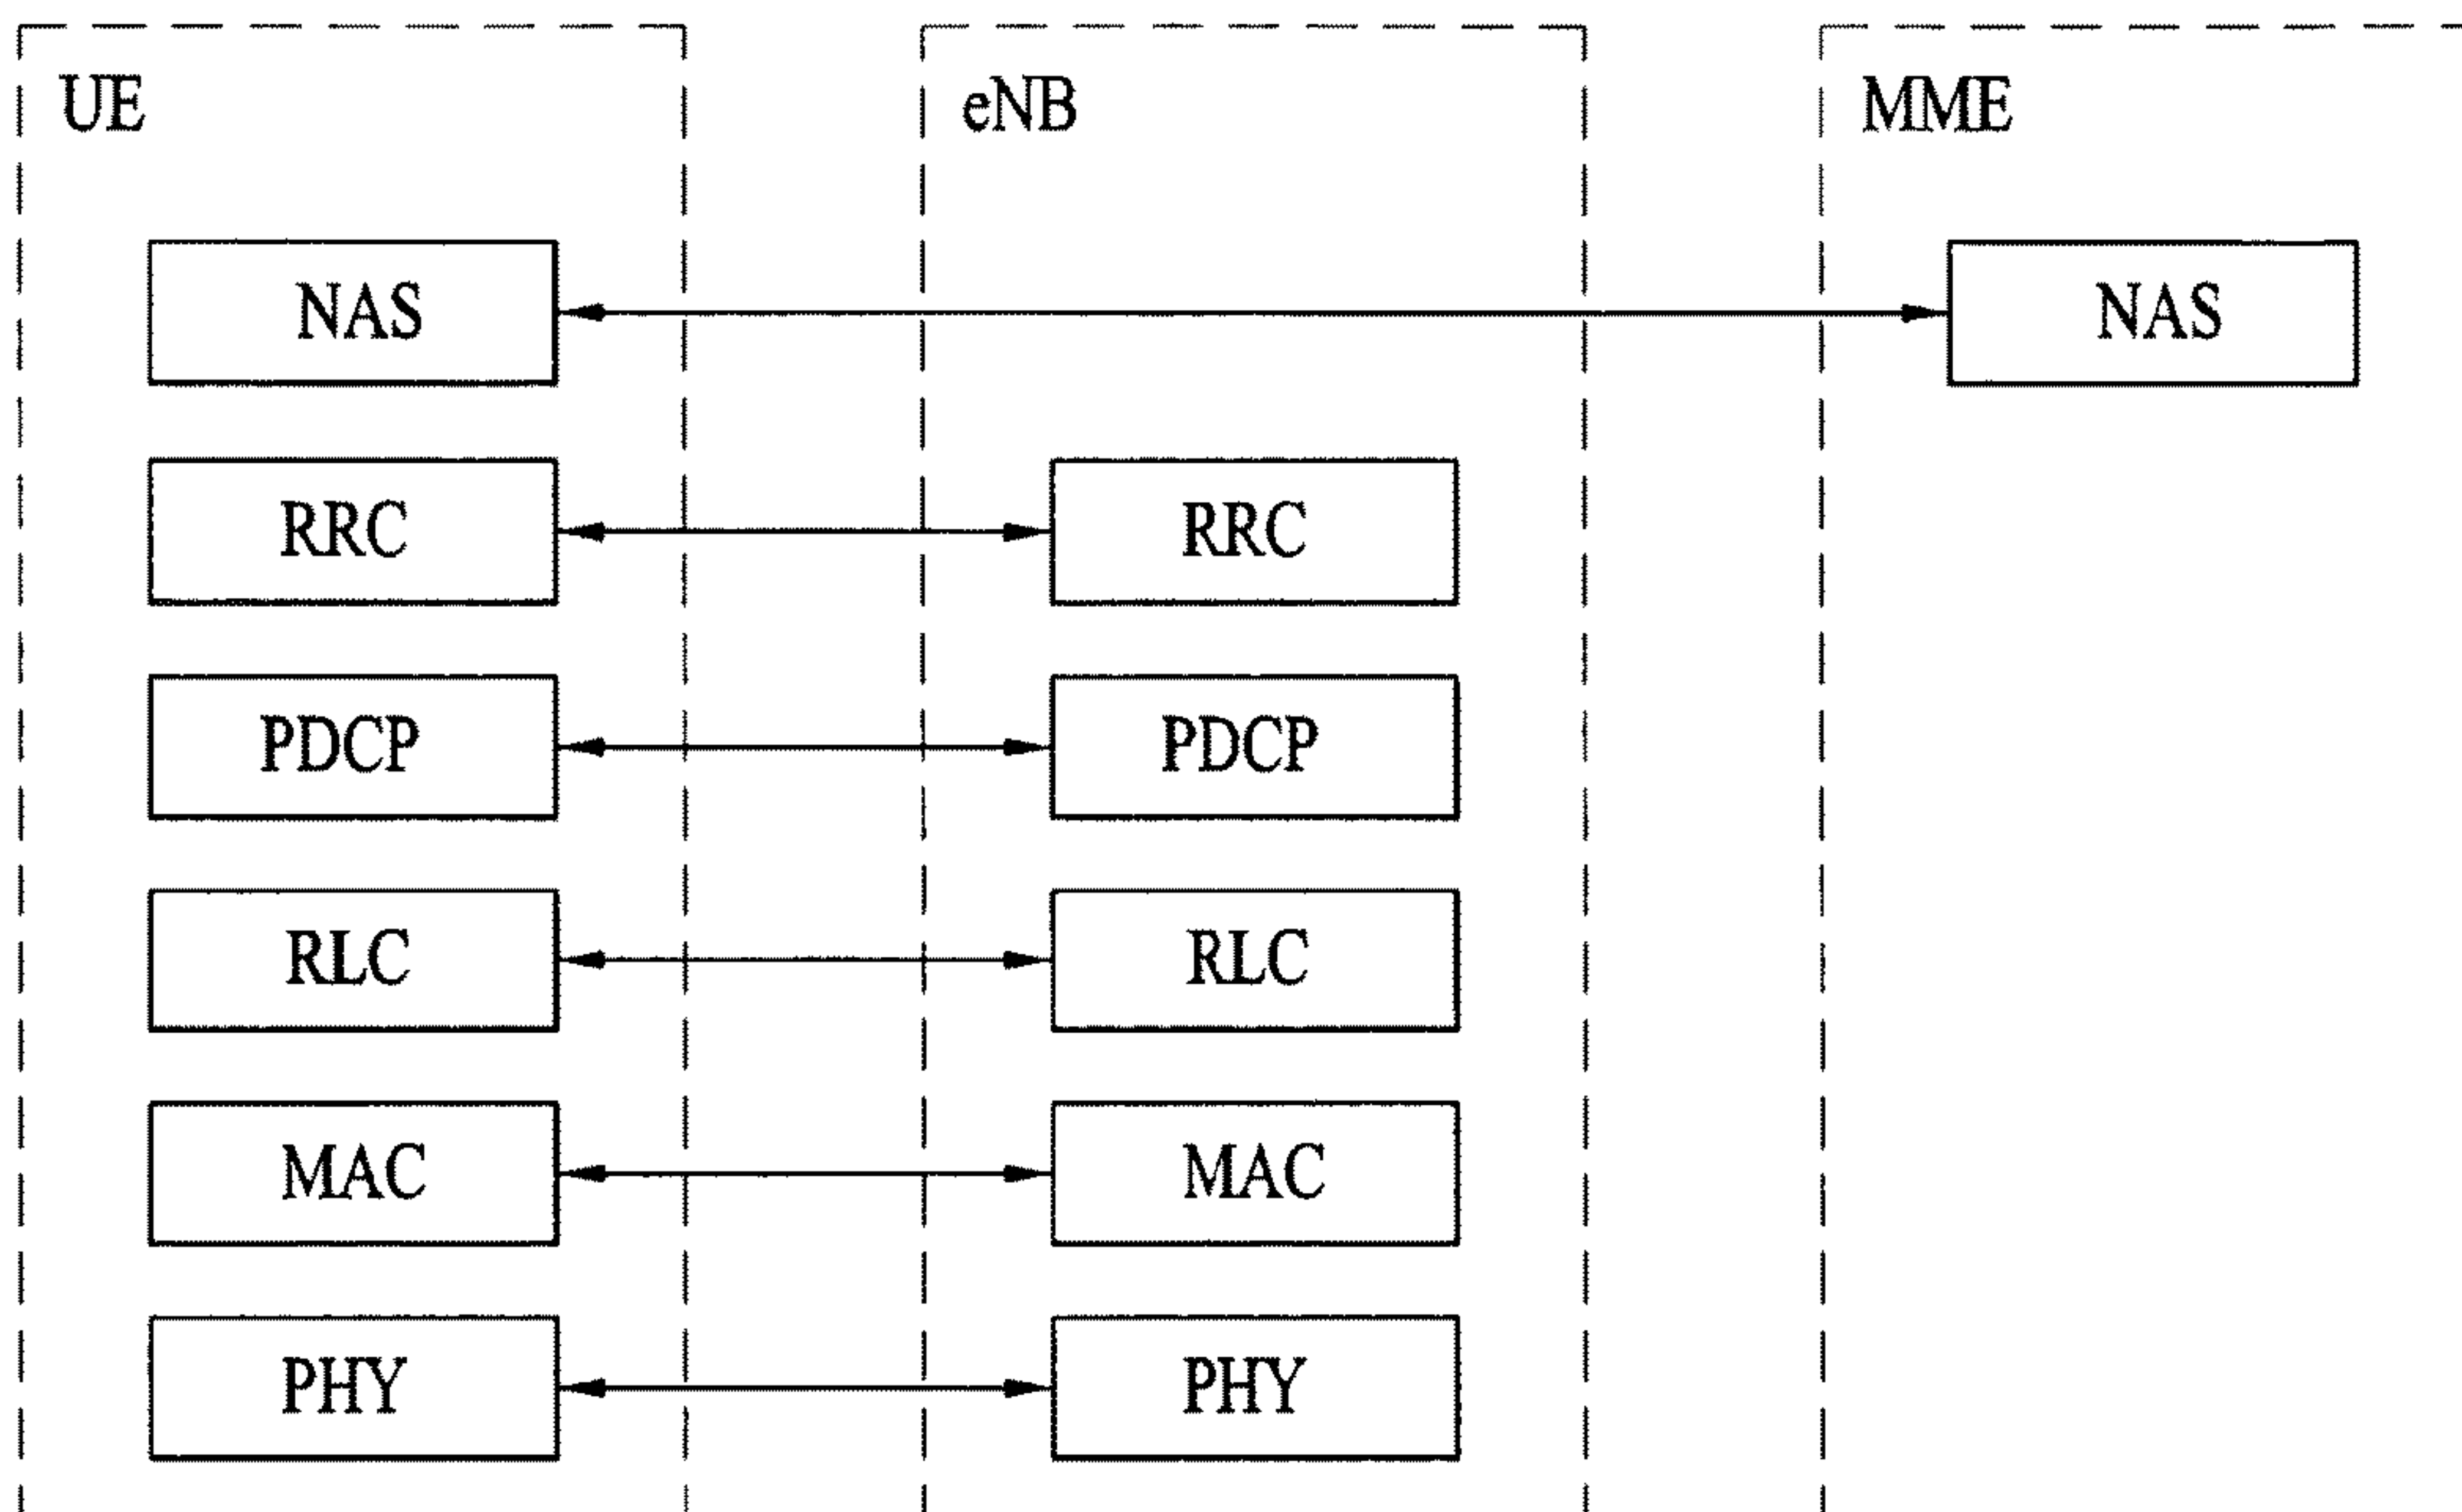 UE eNB MME
NAS NAS
RRC RRC
PDCP PDCP
RLC RLC
MAC MAC
PHY PHY